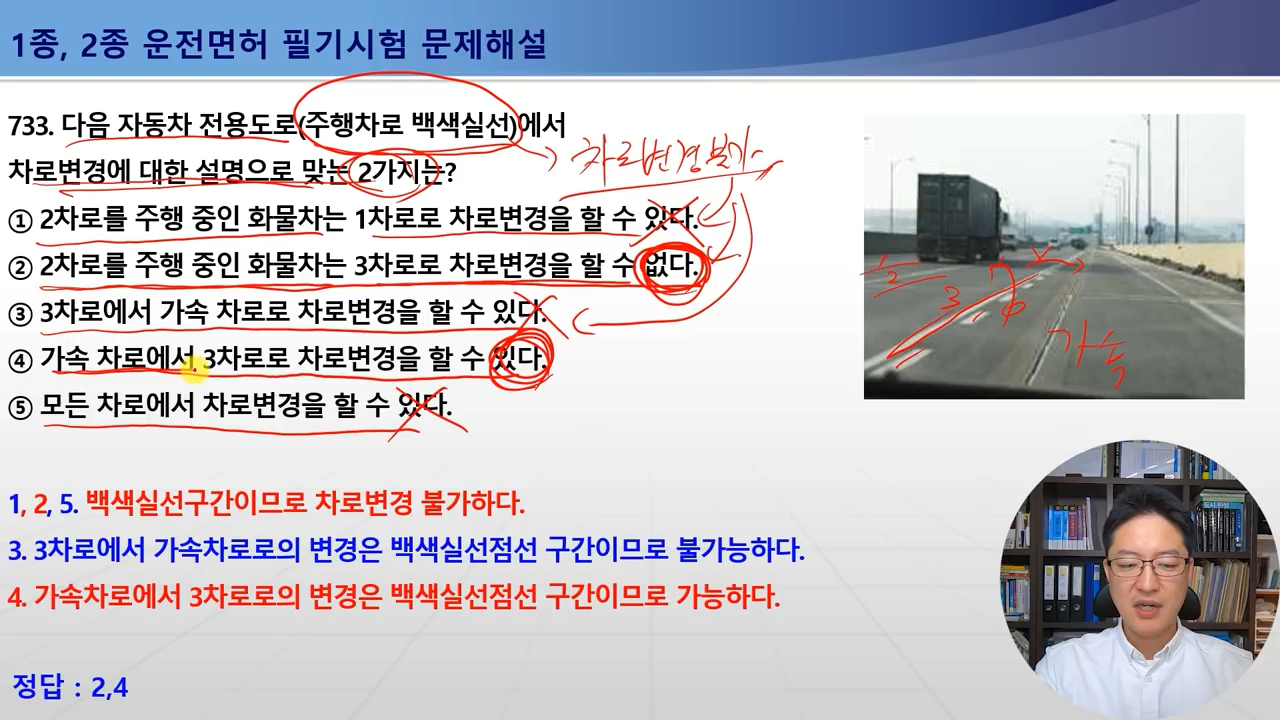 1종, 2종 운전면허 필기시험 문제해설
733. 다음 자동차 전용도로(주행차로 백색실선)에서
차로변경에 대한 설명으로 맞는 2가지는?
차로변경불가
① 2차로를 주행 중인 화물차는 1차로로 차로변경을 할 수 있다.
② 2차로를 주행 중인 화물차는 3차로로 차로변경을 할 수 없다.
③ 3차로에서 가속 차로로 차로변경을 할 수 있다.
④ 가속 차로에서 3차로로 차로변경을 할 수 있다.
⑤ 모든 차로에서 차로변경을 할 수 있다.
2
3
가속
1, 2, 5. 백색실선구간이므로 차로변경 불가하다.
3. 3차로에서 가속차로로의 변경은 백색실선점선 구간이므로 불가능하다.
4. 가속차로에서 3차로로의 변경은 백색실선점선 구간이므로 가능하다.
정답 : 2,4